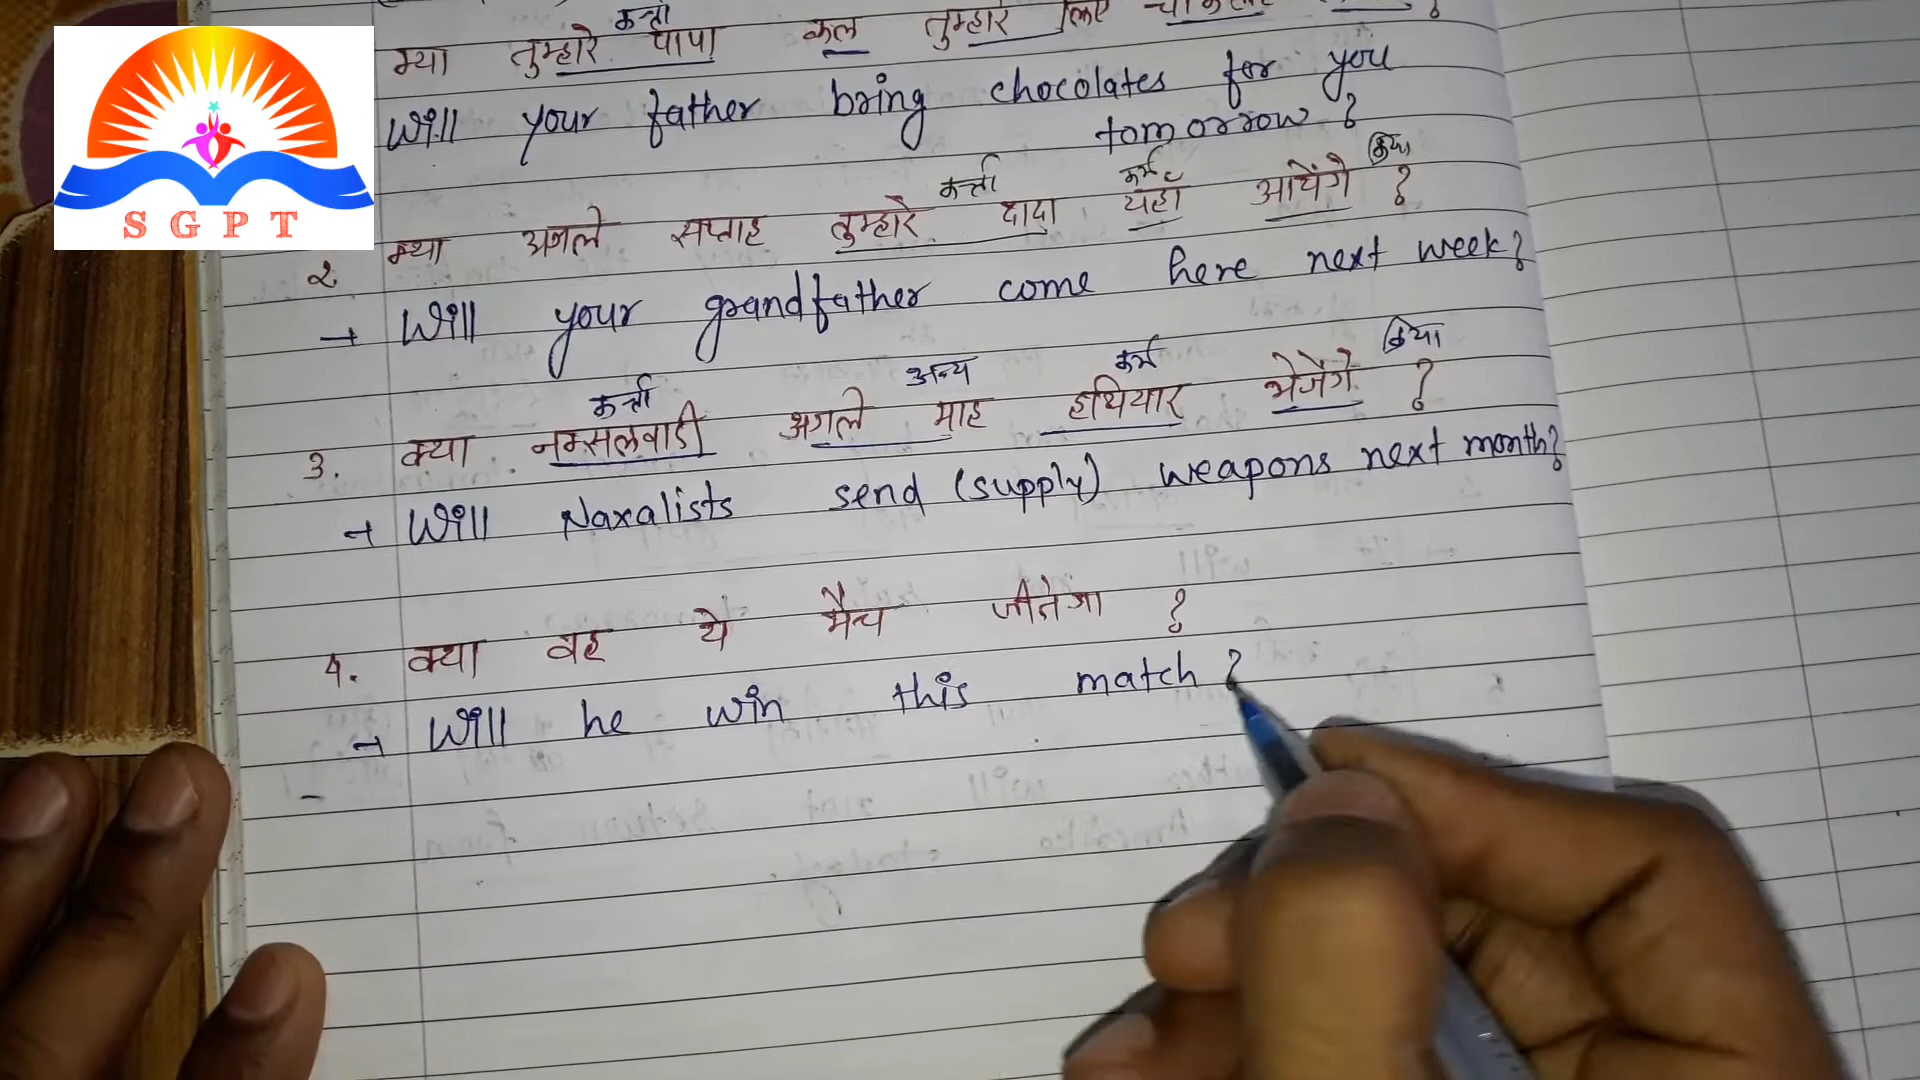 कर्त्ता
क्या तुम्हारे पापा कल तुम्हारे लिए
Will your father bring chocolates for you
tomorrow?
कर्त्ता कर्म क्रिया
2. क्या अगले सप्ताह तुम्हारे दादा यहाँ आयेंगे ?
→ Will your grandfather come here next week?
कर्त्ता अन्य कर्म क्रिया
3. क्या नक्सलवादी अगले माह हथियार भेजेंगे ?
→ Will Naxalists send (supply) weapons next month?
4. क्या वह ये मैच जीतेगा ?
→ Will he win this match ?
SGPT